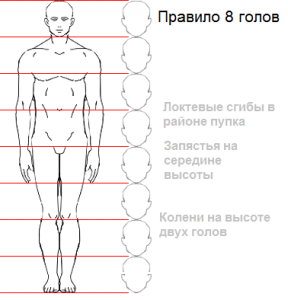 Правило 8 голов
Локтевые сгибы в
районе пупка
Запястья на
середине
высоты
Колени на высоте
двух голов